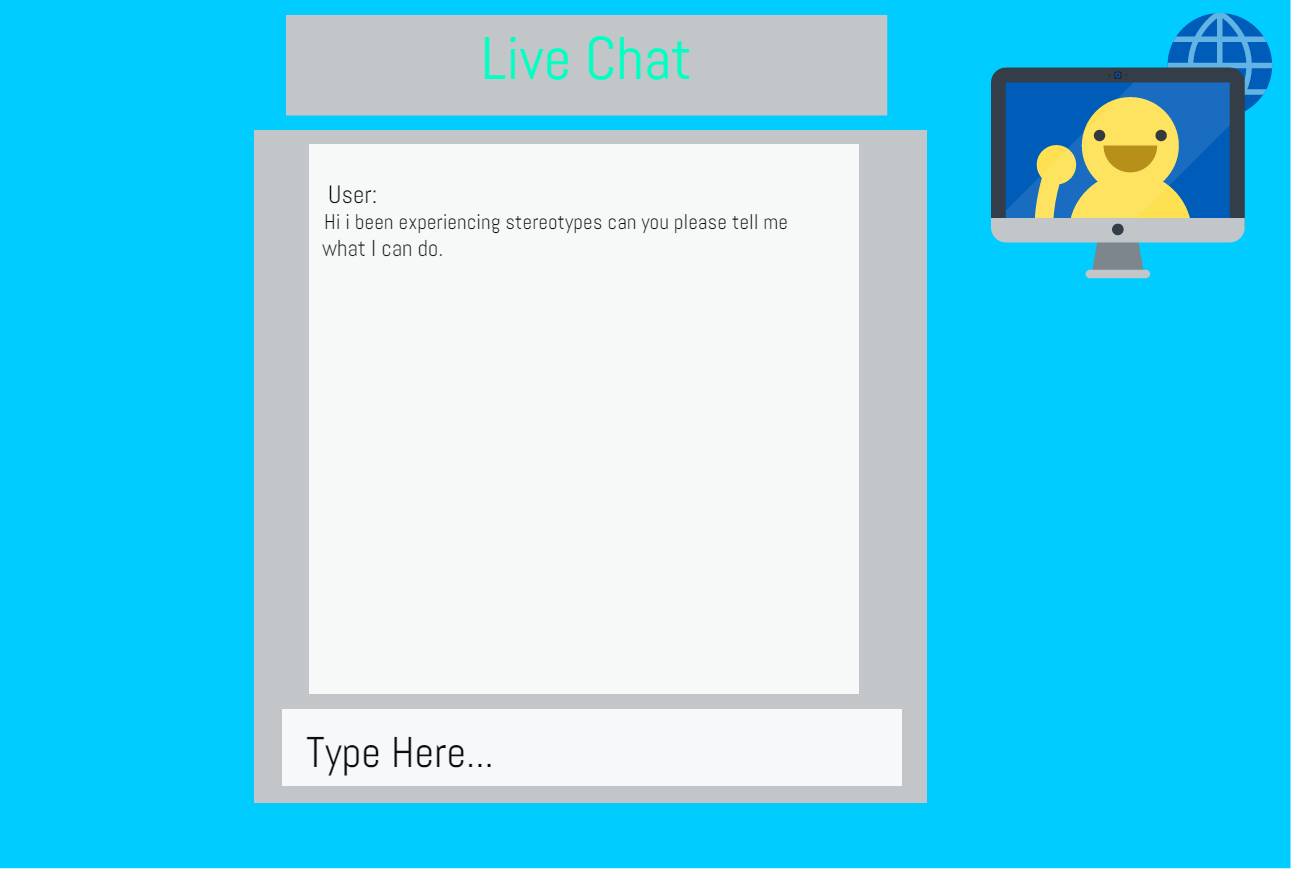 Live Chat
User:
Hi i been experiencing stereotypes can you please tell me
what I can do.
Type Here...